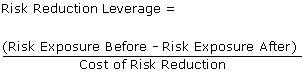 Risk Reduction Leverage =
(Risk Exposure Before – Risk Exposure After)
Cost of Risk Reduction